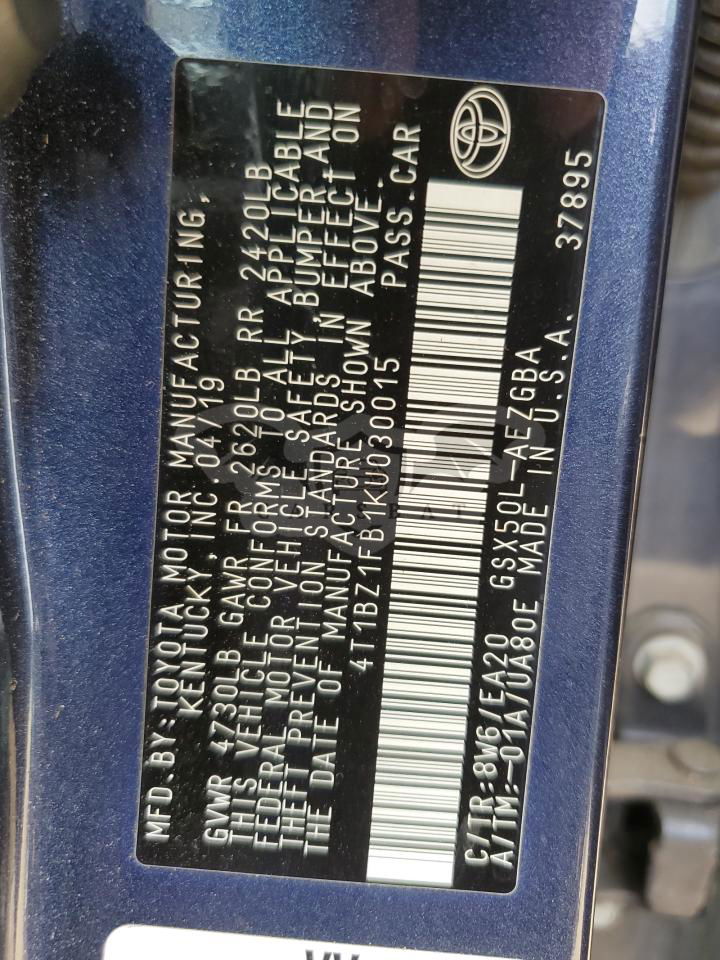 MFD.BY:TOYOTA MOTOR MANUFACTURING,
KENTUCKY, INC.04/19
GVWR 4730LB GAWR FR 2620LB RR 2420LB
THIS VEHICLE CONFORMS TO ALL APPLICABLE
FEDERAL MOTOR VEHICLE SAFETY,BUMPER,AND
THEFT PREVENTION STANDARDS IN EFFECT ON
THE DATE OF MANUFACTURE SHOWN ABOVE.
4T1BZ1FB1KU030015 PASS.CAR
C/TR:8W6/EA20 GSX50L-AEZGBA
A/TM:-01A/UA80E MADE IN U.S.A. 37895